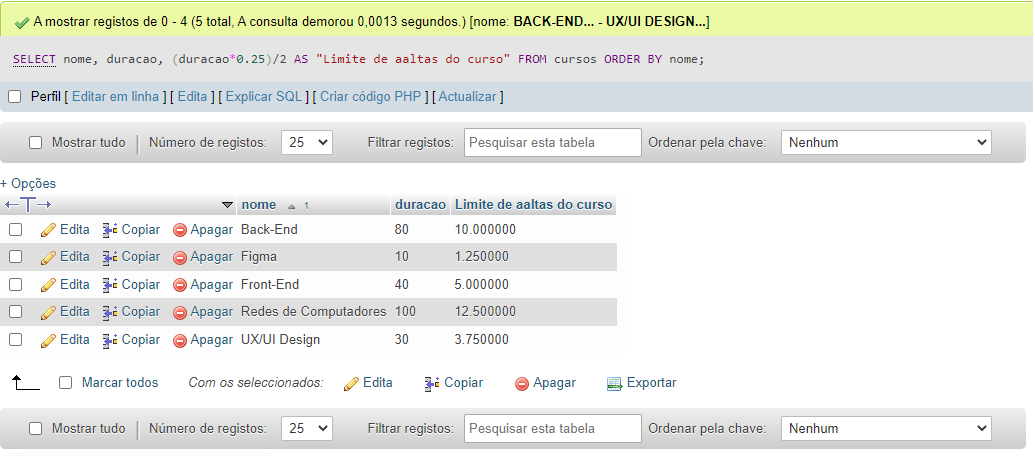 A mostrar registos de 0 - 4 (5 total, A consulta demorou 0,0013 segundos.) [nome: BACK-END... - UX/UI DESIGN...]
SELECT nome, duracao, (duracao*0.25)/2 AS "Limite de aaltas do curso" FROM cursos ORDER BY nome;
Perfil [ Editar em linha ] [ Edita ] [ Explicar SQL ] [ Criar código PHP ] [ Actualizar ]
Mostrar tudo | Número de registos: 25 Filtrar registos: Pesquisar esta tabela Ordenar pela chave: Nenhum
+ Opções
nome 1 duracao Limite de aaltas do curso
Edita Copiar Apagar Back-End 80 10.000000
Edita Copiar Apagar Figma 10 1.250000
Edita Copiar Apagar Front-End 40 5.000000
Edita Copiar Apagar Redes de Computadores 100 12.500000
Edita Copiar Apagar UX/UI Design 30 3.750000
Marcar todos Com os seleccionados: Edita Copiar Apagar Exportar
Mostrar tudo | Número de registos: 25 Filtrar registos: Pesquisar esta tabela Ordenar pela chave: Nenhum